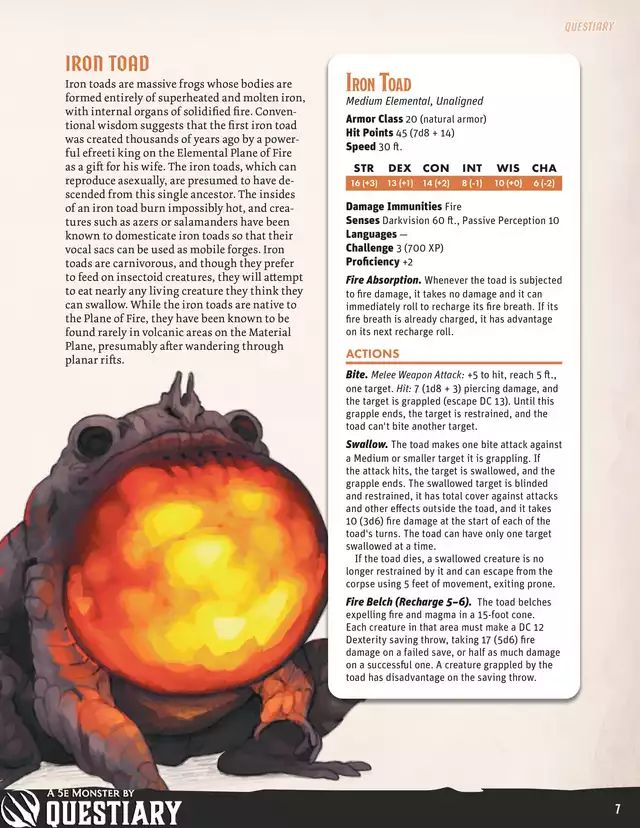 QUESTIARY
IRON TOAD
Iron toads are massive frogs whose bodies are
formed entirely of superheated and molten iron,
with internal organs of solidified fire. Conven-
tional wisdom suggests that the first iron toad
was created thousands of years ago by a power-
ful efreeti king on the Elemental Plane of Fire
as a gift for his wife. The iron toads, which can
reproduce asexually, are presumed to have de-
scended from this single ancestor. The insides
of an iron toad burn impossibly hot, and crea-
tures such as azers or salamanders have been
known to domesticate iron toads so that their
vocal sacs can be used as mobile forges. Iron
toads are carnivorous, and though they prefer
to feed on insectoid creatures, they will attempt
to eat nearly any living creature they think they
can swallow. While the iron toads are native to
the Plane of Fire, they have been known to be
found rarely in volcanic areas on the Material
Plane, presumably after wandering through
planar rifts.
IRON TOAD
Medium Elemental, Unaligned
Armor Class 20 (natural armor)
Hit Points 45 (7d8 + 14)
Speed 30 ft.
STR DEX CON INT WIS CHA
16 (+3) 13 (+1) 14 (+2) 8 (-1) 10 (+0) 6 (-2)
Damage Immunities Fire
Senses Darkvision 60 ft., Passive Perception 10
Languages —
Challenge 3 (700 XP)
Proficiency +2
Fire Absorption. Whenever the toad is subjected
to fire damage, it takes no damage and it can
immediately roll to recharge its fire breath. If its
fire breath is already charged, it has advantage
on its next recharge roll.
ACTIONS
Bite. Melee Weapon Attack: +5 to hit, reach 5 ft.,
one target. Hit: 7 (1d8 + 3) piercing damage, and
the target is grappled (escape DC 13). Until this
grapple ends, the target is restrained, and the
toad can't bite another target.
Swallow. The toad makes one bite attack against
a Medium or smaller target it is grappling. If
the attack hits, the target is swallowed, and the
grapple ends. The swallowed target is blinded
and restrained, it has total cover against attacks
and other effects outside the toad, and it takes
10 (3d6) fire damage at the start of each of the
toad's turns. The toad can have only one target
swallowed at a time.
If the toad dies, a swallowed creature is no
longer restrained by it and can escape from the
corpse using 5 feet of movement, exiting prone.
Fire Belch (Recharge 5–6). The toad belches
expelling fire and magma in a 15-foot cone.
Each creature in that area must make a DC 12
Dexterity saving throw, taking 17 (5d6) fire
damage on a failed save, or half as much damage
on a successful one. A creature grappled by the
toad has disadvantage on the saving throw.
A 5E MONSTER BY
QUESTIARY
7